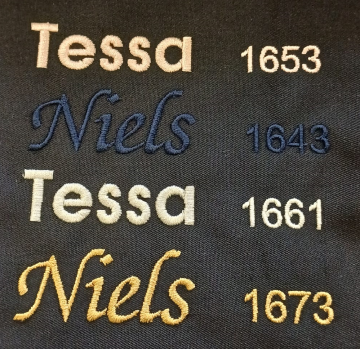 Tessa 1653
Niels 1643
Tessa 1661
Niels 1673